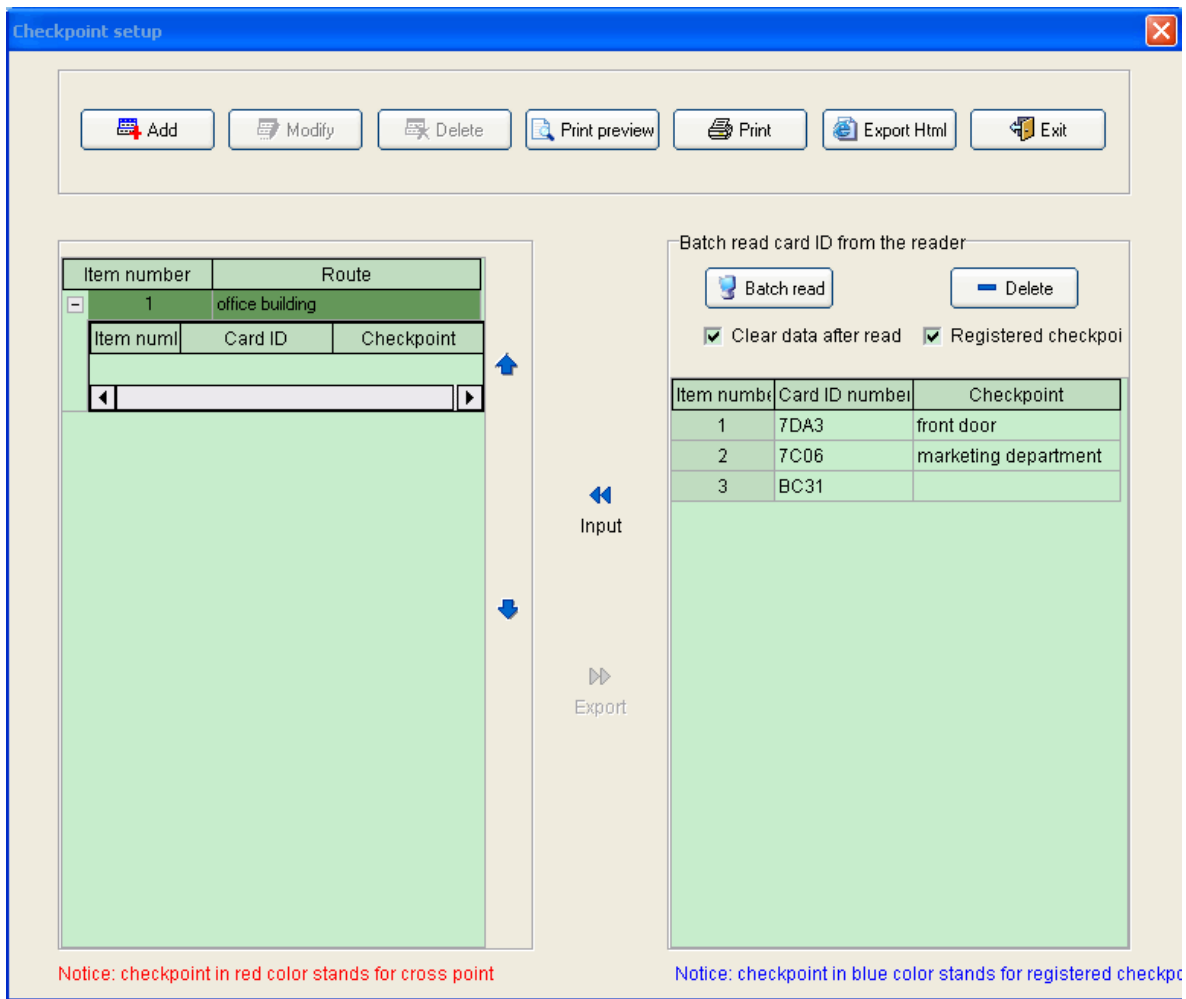 Checkpoint setup
Add Modify Delete Print preview Print Export Html Exit
Item number Route
1 office building
Item numl Card ID Checkpoint
Input
Export
Batch read card ID from the reader
Batch read Delete
Clear data after read Registered checkpoi
Item numbe Card ID number Checkpoint
1 7DA3 front door
2 7C06 marketing department
3 BC31
Notice: checkpoint in red color stands for cross point
Notice: checkpoint in blue color stands for registered checkpo